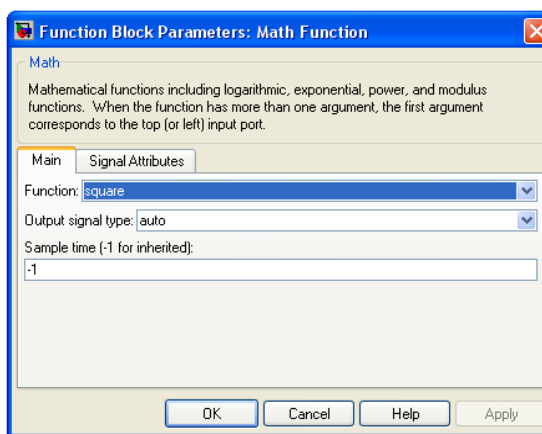 Function Block Parameters: Math Function
Math
Mathematical functions including logarithmic, exponential, power, and modulus
functions. When the function has more than one argument, the first argument
corresponds to the top (or left) input port.
Main Signal Attributes
Function: square
Output signal type: auto
Sample time (-1 for inherited):
-1
OK Cancel Help Apply